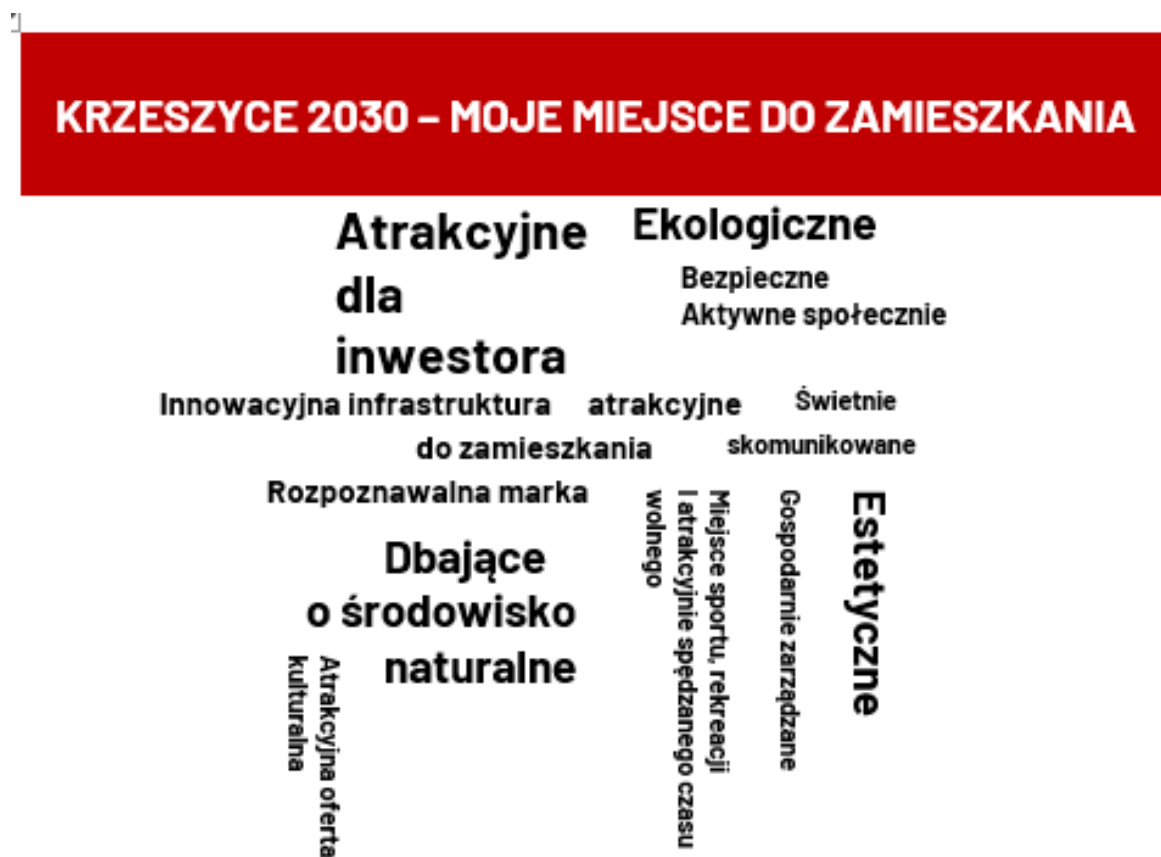 KRZESZYCE 2030 – MOJE MIEJSCE DO ZAMIESZKANIA
Atrakcyjne
dla
inwestora
Ekologiczne
Bezpieczne
Aktywne społecznie
Innowacyjna infrastruktura
atrakcyjne
do zamieszkania
Świetnie
skomunikowane
Rozpoznawalna marka
Dbające
o środowisko
naturalne
Atrakcyjna oferta
kulturalna
Miejsce sportu, rekreacji
I atrakcyjnie spędzanego czasu
wolnego
Gospodarnie zarządzane
Estetyczne